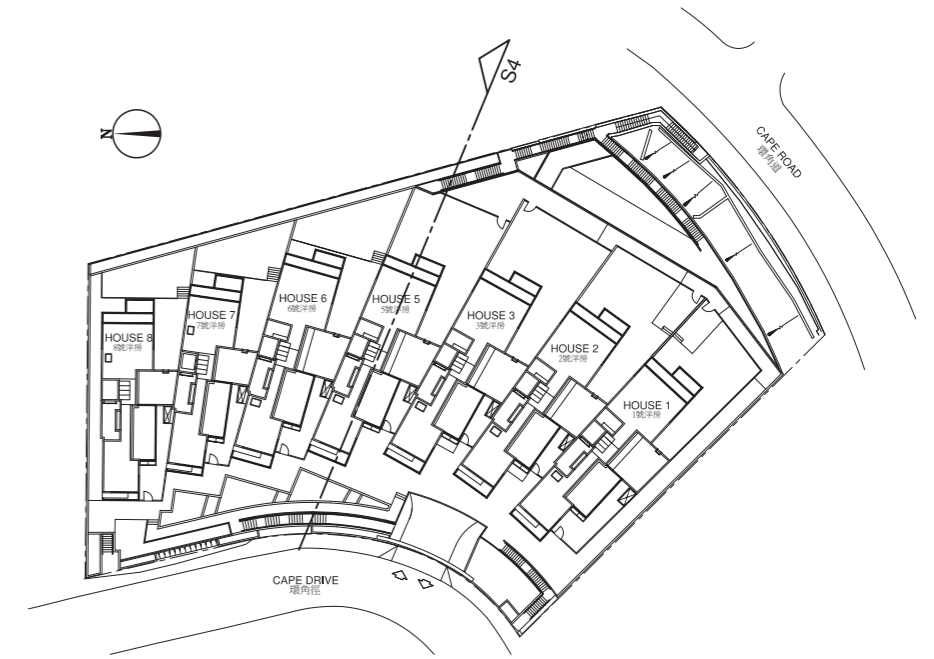 S4
N
CAPE ROAD
環角道
HOUSE 6
6號洋房
HOUSE 5
5號洋房
HOUSE 7
7號洋房
HOUSE 3
3號洋房
HOUSE 8
8號洋房
HOUSE 2
2號洋房
HOUSE 1
1號洋房
CAPE DRIVE
環角徑